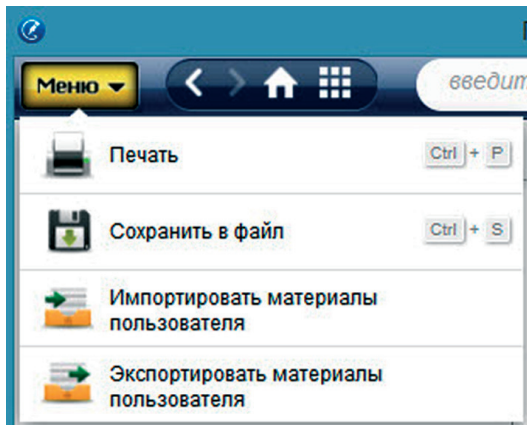 Меню
введит
Печать Ctrl + P
Сохранить в файл Ctrl + S
Импортировать материалы
пользователя
Экспортировать материалы
пользователя